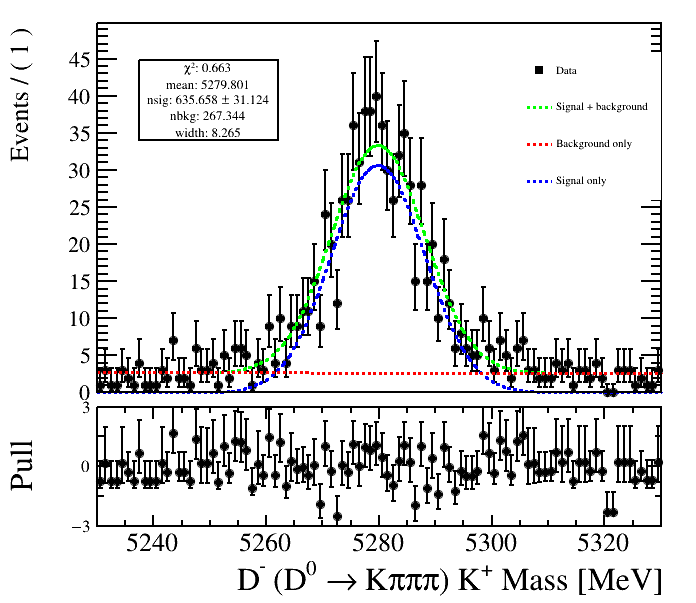 Events / ( 1 )
45
40
35
30
25
20
15
10
5
0
χ²: 0.663
mean: 5279.801
nsig: 635.658 ± 31.124
nbkg: 267.344
width: 8.265
Data
Signal + background
Background only
Signal only
Pull
3
0
−3
5240 5260 5280 5300 5320
D⁻ (D⁰ → Kπππ) K⁺ Mass [MeV]